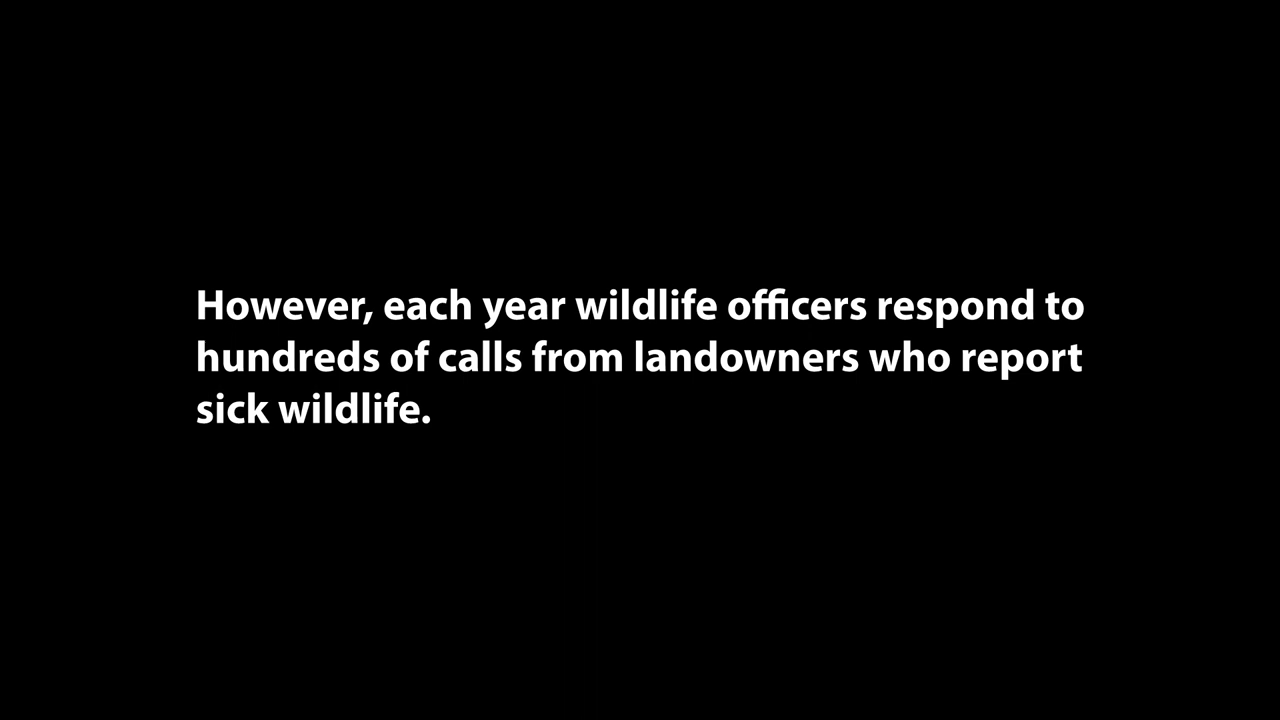 However, each year wildlife officers respond to
hundreds of calls from landowners who report
sick wildlife.